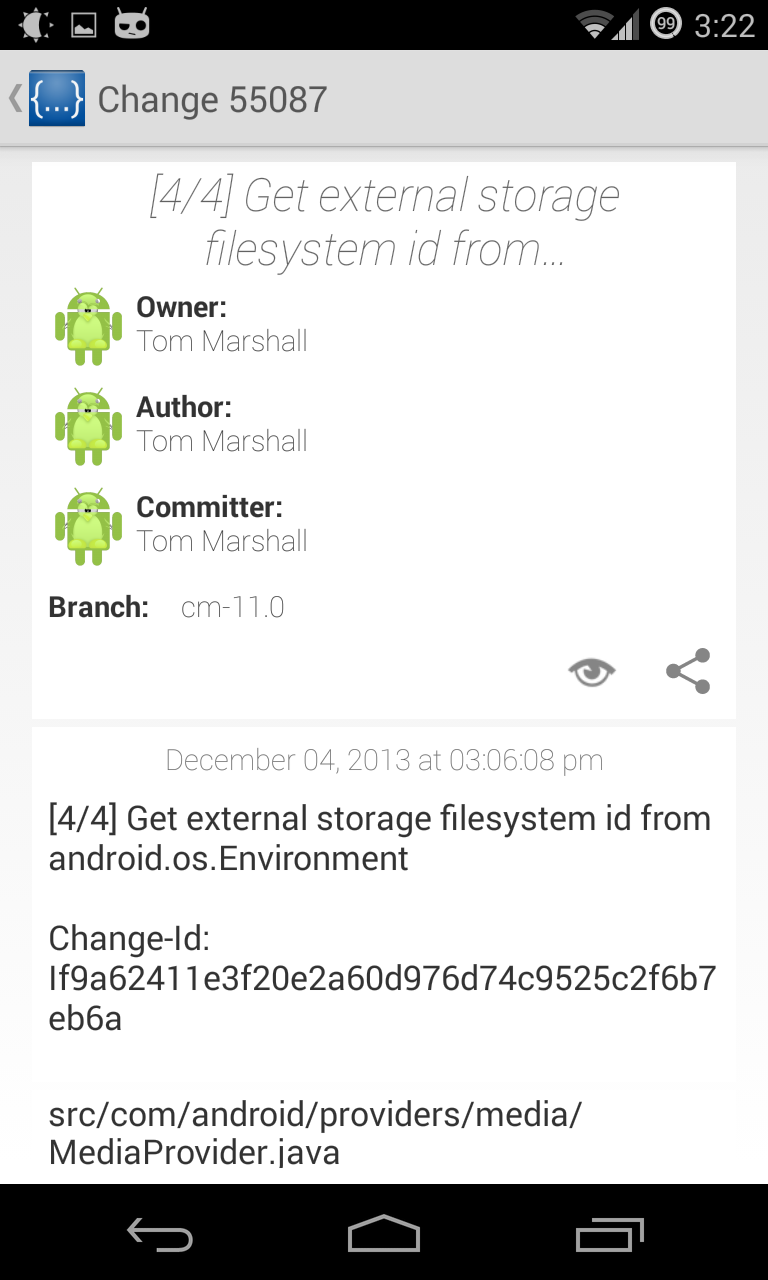 99 3:22
{...} Change 55087
[4/4] Get external storage
filesystem id from...
Owner:
Tom Marshall
Author:
Tom Marshall
Committer:
Tom Marshall
Branch: cm-11.0
December 04, 2013 at 03:06:08 pm
[4/4] Get external storage filesystem id from
android.os.Environment
Change-Id:
If9a62411e3f20e2a60d976d74c9525c2f6b7
eb6a
src/com/android/providers/media/
MediaProvider.java